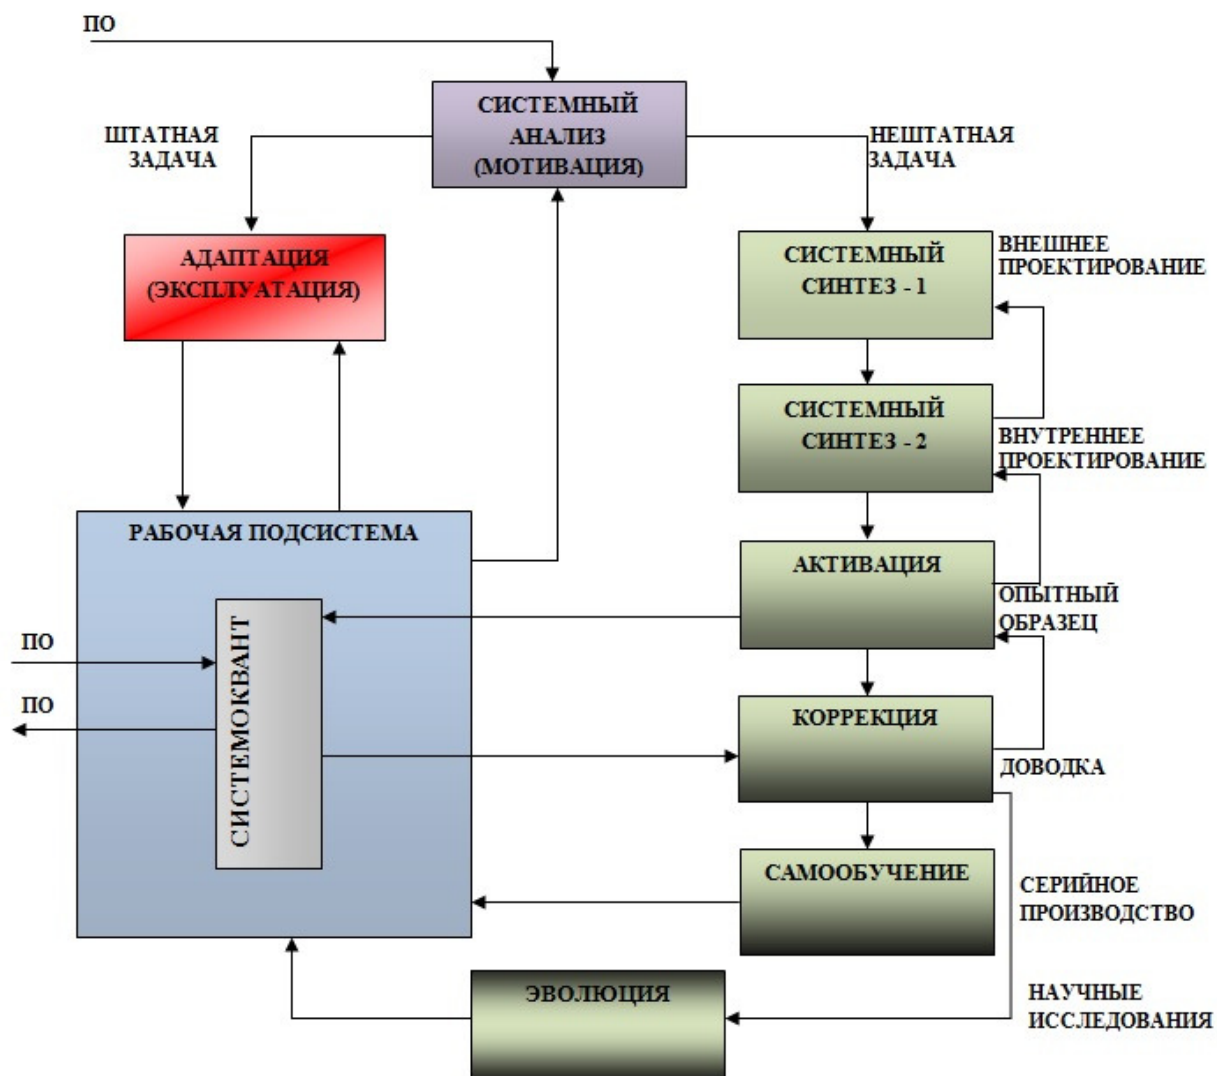 ПО
СИСТЕМНЫЙ
АНАЛИЗ
(МОТИВАЦИЯ)
ШТАТНАЯ
ЗАДАЧА
НЕШТАТНАЯ
ЗАДАЧА
АДАПТАЦИЯ
(ЭКСПЛУАТАЦИЯ)
СИСТЕМНЫЙ
СИНТЕЗ - 1
ВНЕШНЕЕ
ПРОЕКТИРОВАНИЕ
СИСТЕМНЫЙ
СИНТЕЗ - 2
ВНУТРЕННЕЕ
ПРОЕКТИРОВАНИЕ
РАБОЧАЯ ПОДСИСТЕМА
АКТИВАЦИЯ
ОПЫТНЫЙ
ОБРАЗЕЦ
ПО
ПО
СИСТЕМОКВАНТ
КОРРЕКЦИЯ
ДОВОДКА
САМООБУЧЕНИЕ
СЕРИЙНОЕ
ПРОИЗВОДСТВО
ЭВОЛЮЦИЯ
НАУЧНЫЕ
ИССЛЕДОВАНИЯ